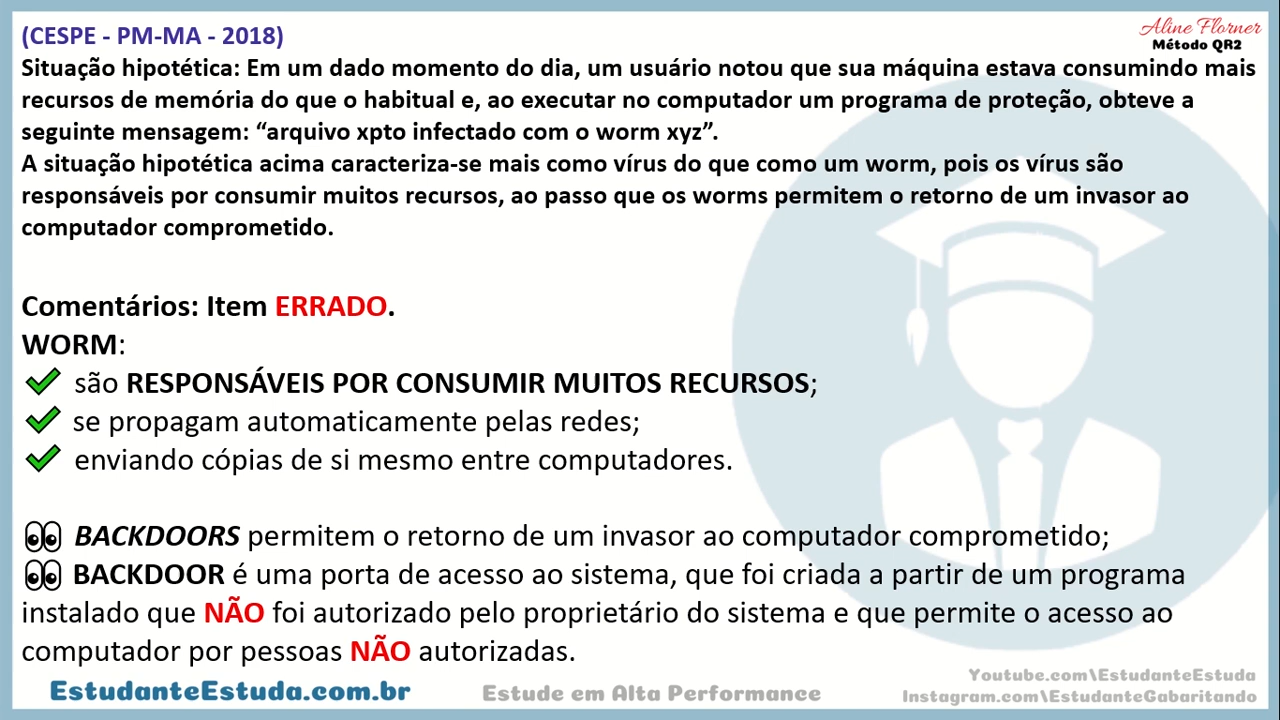 (CESPE - PM-MA - 2018)
Aline Florner
Método QR2
Situação hipotética: Em um dado momento do dia, um usuário notou que sua máquina estava consumindo mais
recursos de memória do que o habitual e, ao executar no computador um programa de proteção, obteve a
seguinte mensagem: “arquivo xpto infectado com o worm xyz”.
A situação hipotética acima caracteriza-se mais como vírus do que como um worm, pois os vírus são
responsáveis por consumir muitos recursos, ao passo que os worms permitem o retorno de um invasor ao
computador comprometido.
Comentários: Item ERRADO.
WORM:
são RESPONSÁVEIS POR CONSUMIR MUITOS RECURSOS;
se propagam automaticamente pelas redes;
enviando cópias de si mesmo entre computadores.
BACKDOORS permitem o retorno de um invasor ao computador comprometido;
BACKDOOR é uma porta de acesso ao sistema, que foi criada a partir de um programa
instalado que NÃO foi autorizado pelo proprietário do sistema e que permite o acesso ao
computador por pessoas NÃO autorizadas.
EstudanteEstuda.com.br
Estude em Alta Performance
Youtube.com\EstudanteEstuda
Instagram.com\EstudanteGabaritando